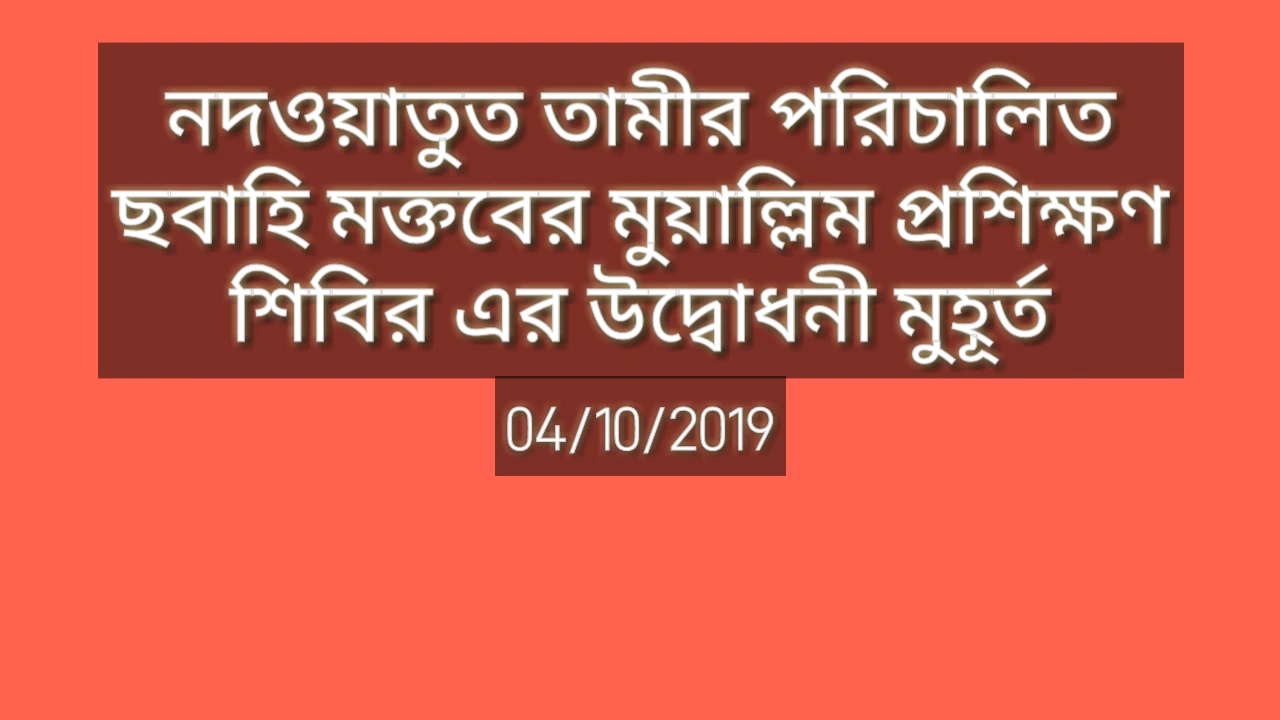 নদওয়াতুত তামীর পরিচালিত
ছবাহি মক্তবের মুয়াল্লিম প্রশিক্ষণ
শিবির এর উদ্বোধনী মুহূর্ত
04/10/2019